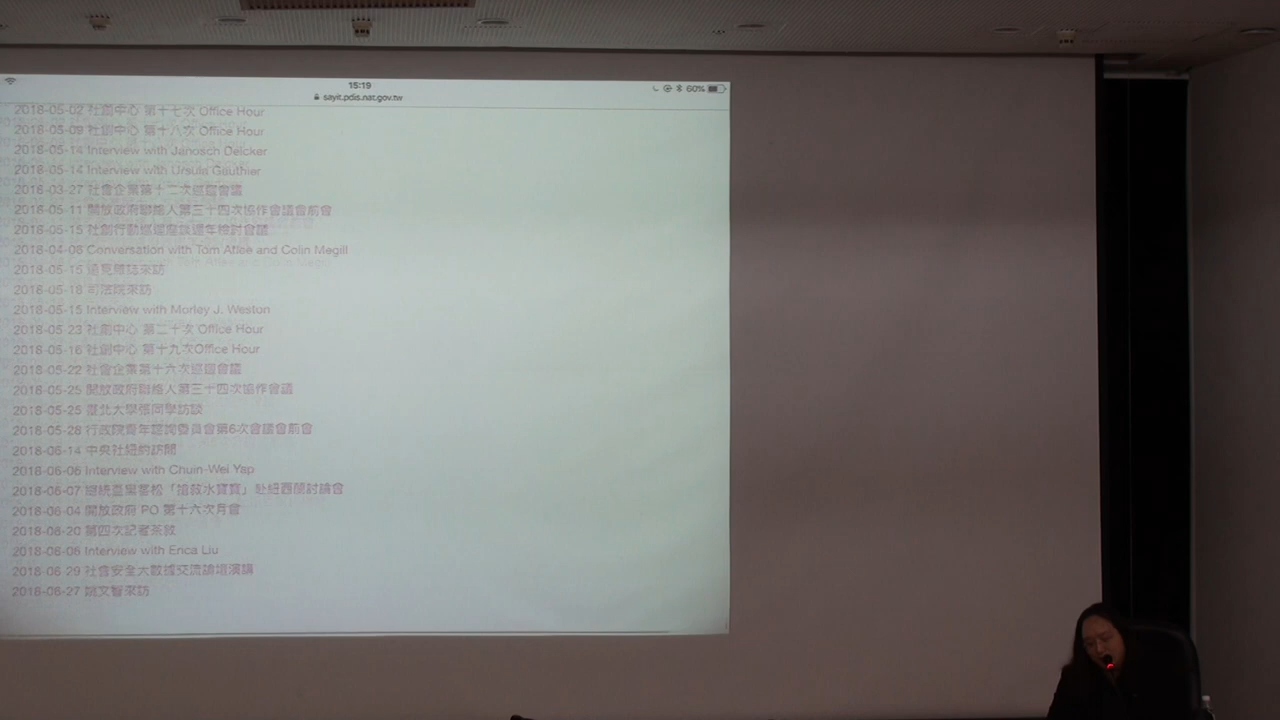 15:19
60%
sayit.pdis.nat.gov.tw
2018-05-02 社創中心 第十七次 Office Hour
2018-05-09 社創中心 第十八次 Office Hour
2018-05-14 Interview with Janosch Delcker
2018-05-14 Interview with Ursula Gauthier
2018-03-27 社會企業第十二次巡迴會議
2018-05-11 開放政府聯絡人第三十四次協作會議會前會
2018-05-15 社創行動巡迴座談週年檢討會議
2018-04-08 Conversation with Tom Atlee and Colin Megill
2018-05-15 遠見雜誌來訪
2018-05-18 司法院來訪
2018-05-15 Interview with Morley J. Weston
2018-05-23 社創中心 第二十次 Office Hour
2018-05-16 社創中心 第十九次Office Hour
2018-05-22 社會企業第十六次巡迴會議
2018-05-25 開放政府聯絡人第三十四次協作會議
2018-05-25 臺北大學張同學訪談
2018-05-28 行政院青年諮詢委員會第6次會議會前會
2018-06-14 中央社紐約訪問
2018-06-06 Interview with Chuin-Wei Yap
2018-06-07 總統盃黑客松「搶救水寶寶」赴紐西蘭討論會
2018-06-04 開放政府 PO 第十六次月會
2018-06-20 第四次記者茶敘
2018-06-06 Interview with Erica Liu
2018-06-29 社會安全大數據交流論壇演講
2018-06-27 姚文智來訪